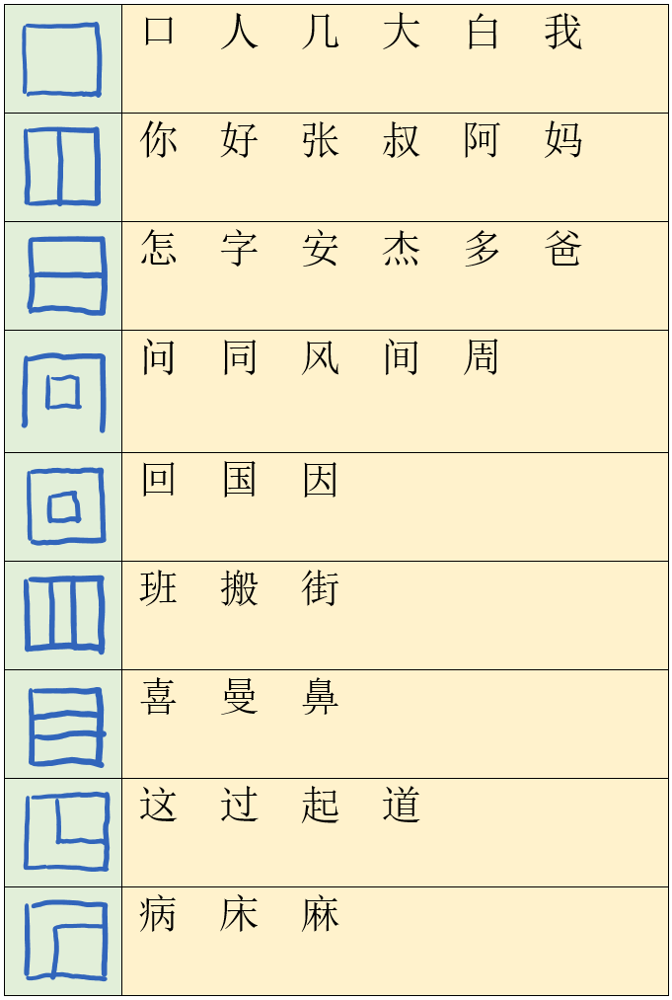 口 人 几 大 白 我
你 好 张 叔 阿 妈
怎 字 安 杰 多 爸
问 同 风 间 周
回 国 因
班 搬 街
喜 曼 鼻
这 过 起 道
病 床 麻